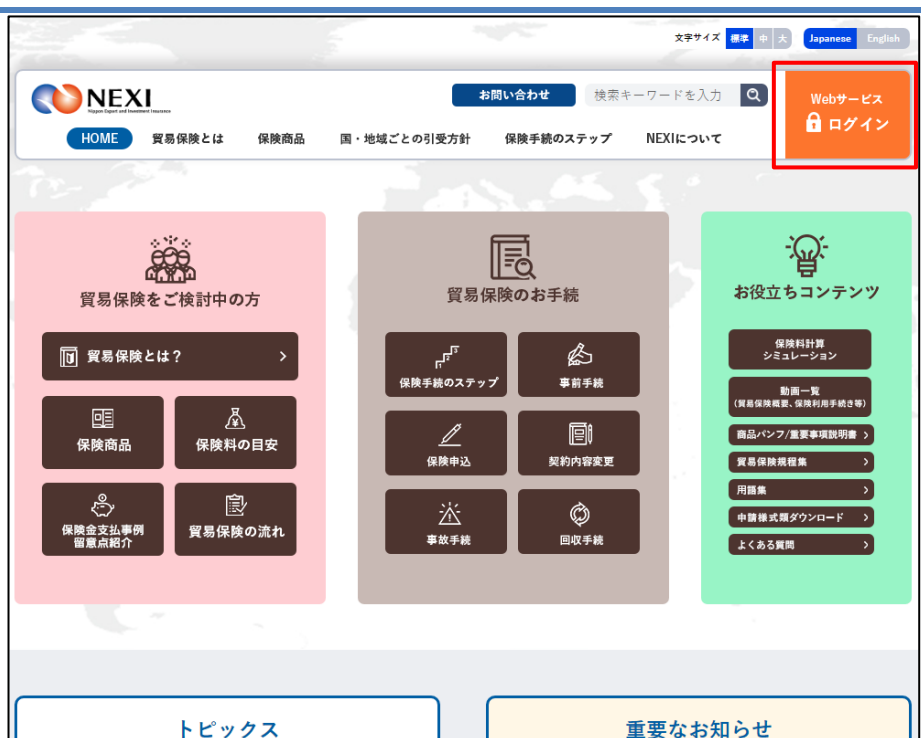 文字サイズ 標準 中 大 Japanese English
NEXI
Nippon Export and Investment Insurance
お問い合わせ 検索キーワードを入力
Webサービス
ログイン
HOME 貿易保険とは 保険商品 国・地域ごとの引受方針 保険手続のステップ NEXIについて
貿易保険をご検討中の方
貿易保険とは?
保険商品
保険料の目安
保険金支払事例
留意点紹介
貿易保険の流れ
貿易保険のお手続
保険手続のステップ
事前手続
保険申込
契約内容変更
事故手続
回収手続
お役立ちコンテンツ
保険料計算
シミュレーション
動画一覧
(貿易保険概要、保険利用手続き等)
商品パンフ/重要事項説明書
貿易保険規程集
用語集
申請様式類ダウンロード
よくある質問
トピックス
重要なお知らせ